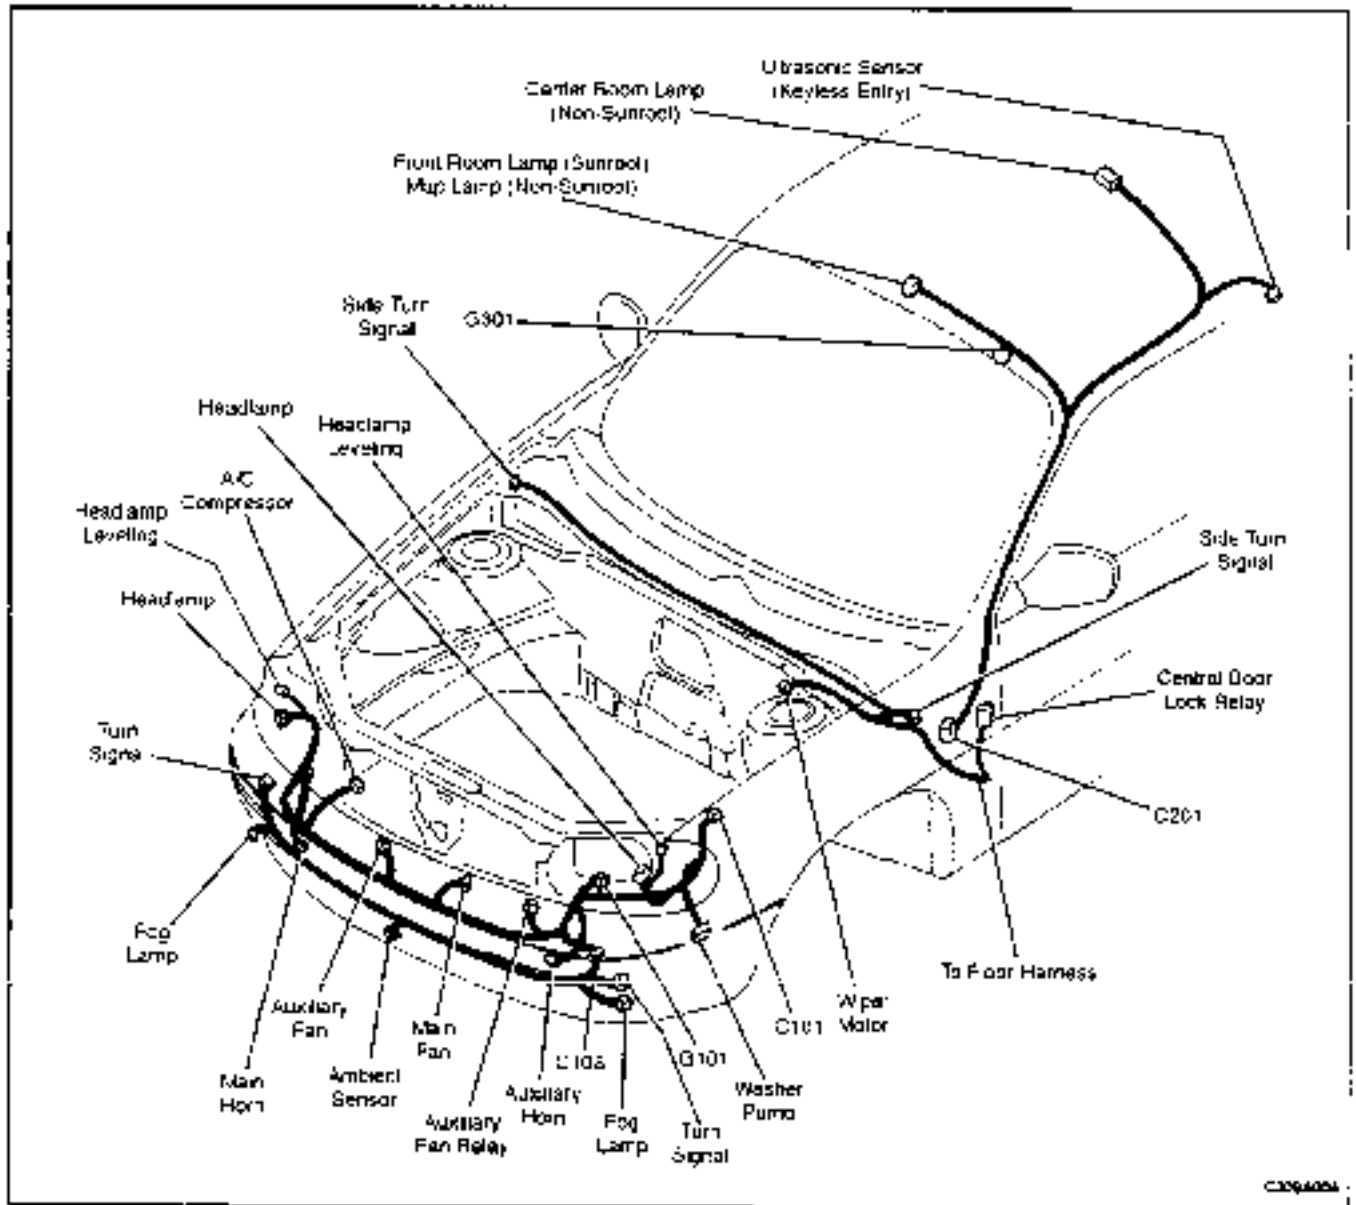 Ultrasonic Sensor
(Keyless Entry)
Center Room Lamp
(Non-Sunroof)
Front Room Lamp (Sunroof)
Map Lamp (Non-Sunroof)
Side Turn
Signal
G301
Headlamp
Headlamp
Leveling
A/C
Compressor
Headlamp
Leveling
Headlamp
Turn
Signal
Side Turn
Signal
Central Door
Lock Relay
C201
Fog
Lamp
To Floor Harness
Auxiliary
Fan
Main
Fan
Wiper
Motor
C101
G101
Main
Horn
Ambient
Sensor
Auxiliary
Horn
Washer
Pump
Auxiliary
Fan Relay
Fog
Lamp
Turn
Signal